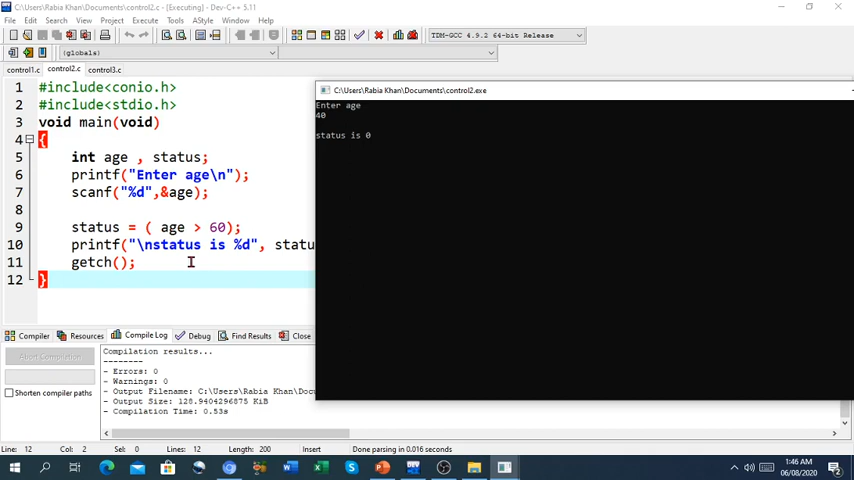 C:\Users\Rabia Khan\Documents\control2.c - [Executing] - Dev-C++ 5.11
File Edit Search View Project Execute Tools AStyle Window Help
TDM-GCC 4.9.2 64-bit Release
(globals)
control1.c control2.c control3.c
1 #include<conio.h>
2 #include<stdio.h>
3 void main(void)
4 {
5 int age , status;
6 printf("Enter age\n");
7 scanf("%d",&age);
8
9 status = ( age > 60);
10 printf("\nstatus is %d", statu
11 getch();
12 }
C:\Users\Rabia Khan\Documents\control2.exe
Enter age
40
status is 0
Compiler Resources Compile Log Debug Find Results Close
Abort Compilation
Shorten compiler paths
Compilation results...
--------
- Errors: 0
- Warnings: 0
- Output Filename: C:\Users\Rabia Khan\Docu
- Output Size: 128.9404296875 KiB
- Compilation Time: 0.53s
Line: 12 Col: 2 Sel: 0 Lines: 12 Length: 200 Insert Done parsing in 0.016 seconds
1:46 AM
06/08/2020
2